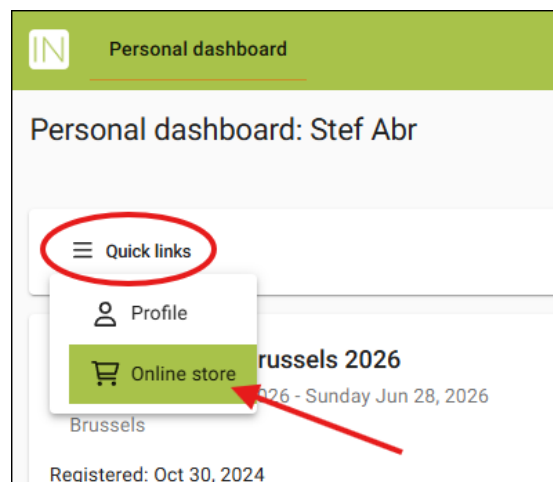 IN Personal dashboard
Personal dashboard: Stef Abr
Quick links
Profile
Online store
russels 2026
026 - Sunday Jun 28, 2026
Brussels
Registered: Oct 30, 2024